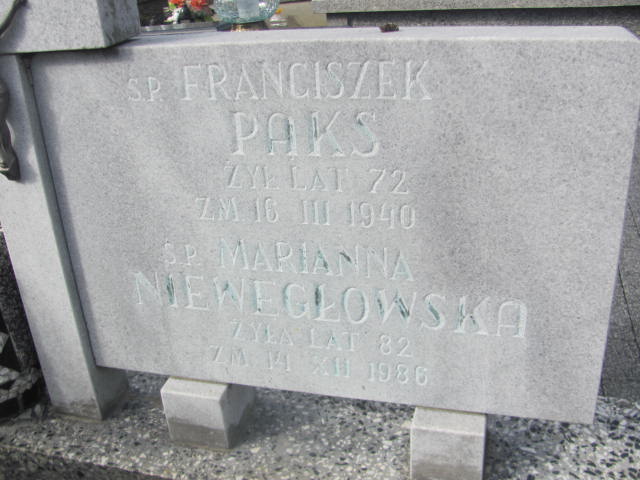 Ś.P. FRANCISZEK
PAKS
ŻYŁ LAT 72
ZM 16 III 1940
Ś.P. MARIANNA
NIEWĘGŁOWSKA
ŻYŁA LAT 82
ZM 14 XII 1986